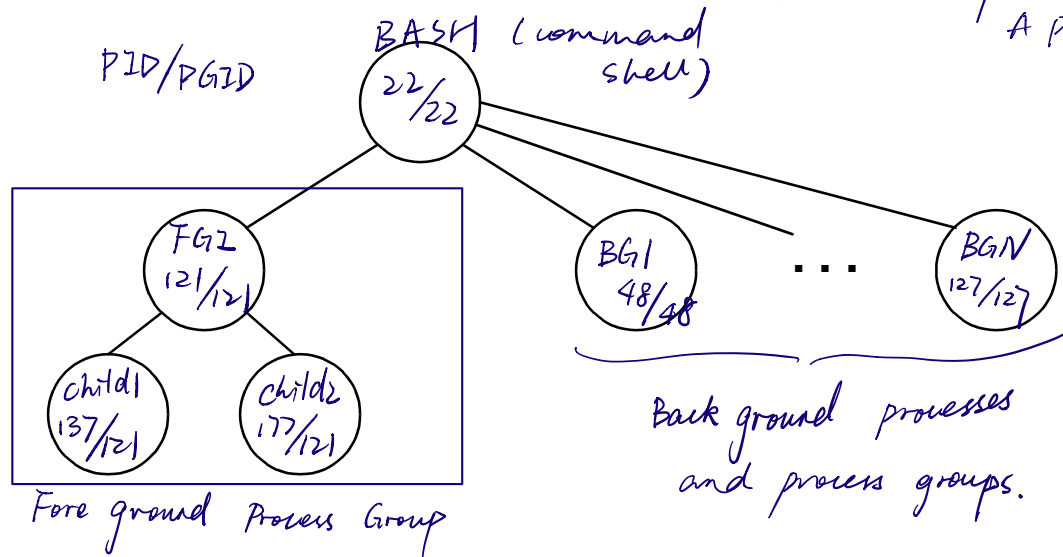 BASH (command
shell)
A p
PID/PGID
22/22
FG1
121/121
BG1
48/48
...
BGN
127/127
child1
137/121
child2
177/121
Back ground processes
and process groups.
Fore ground Process Group